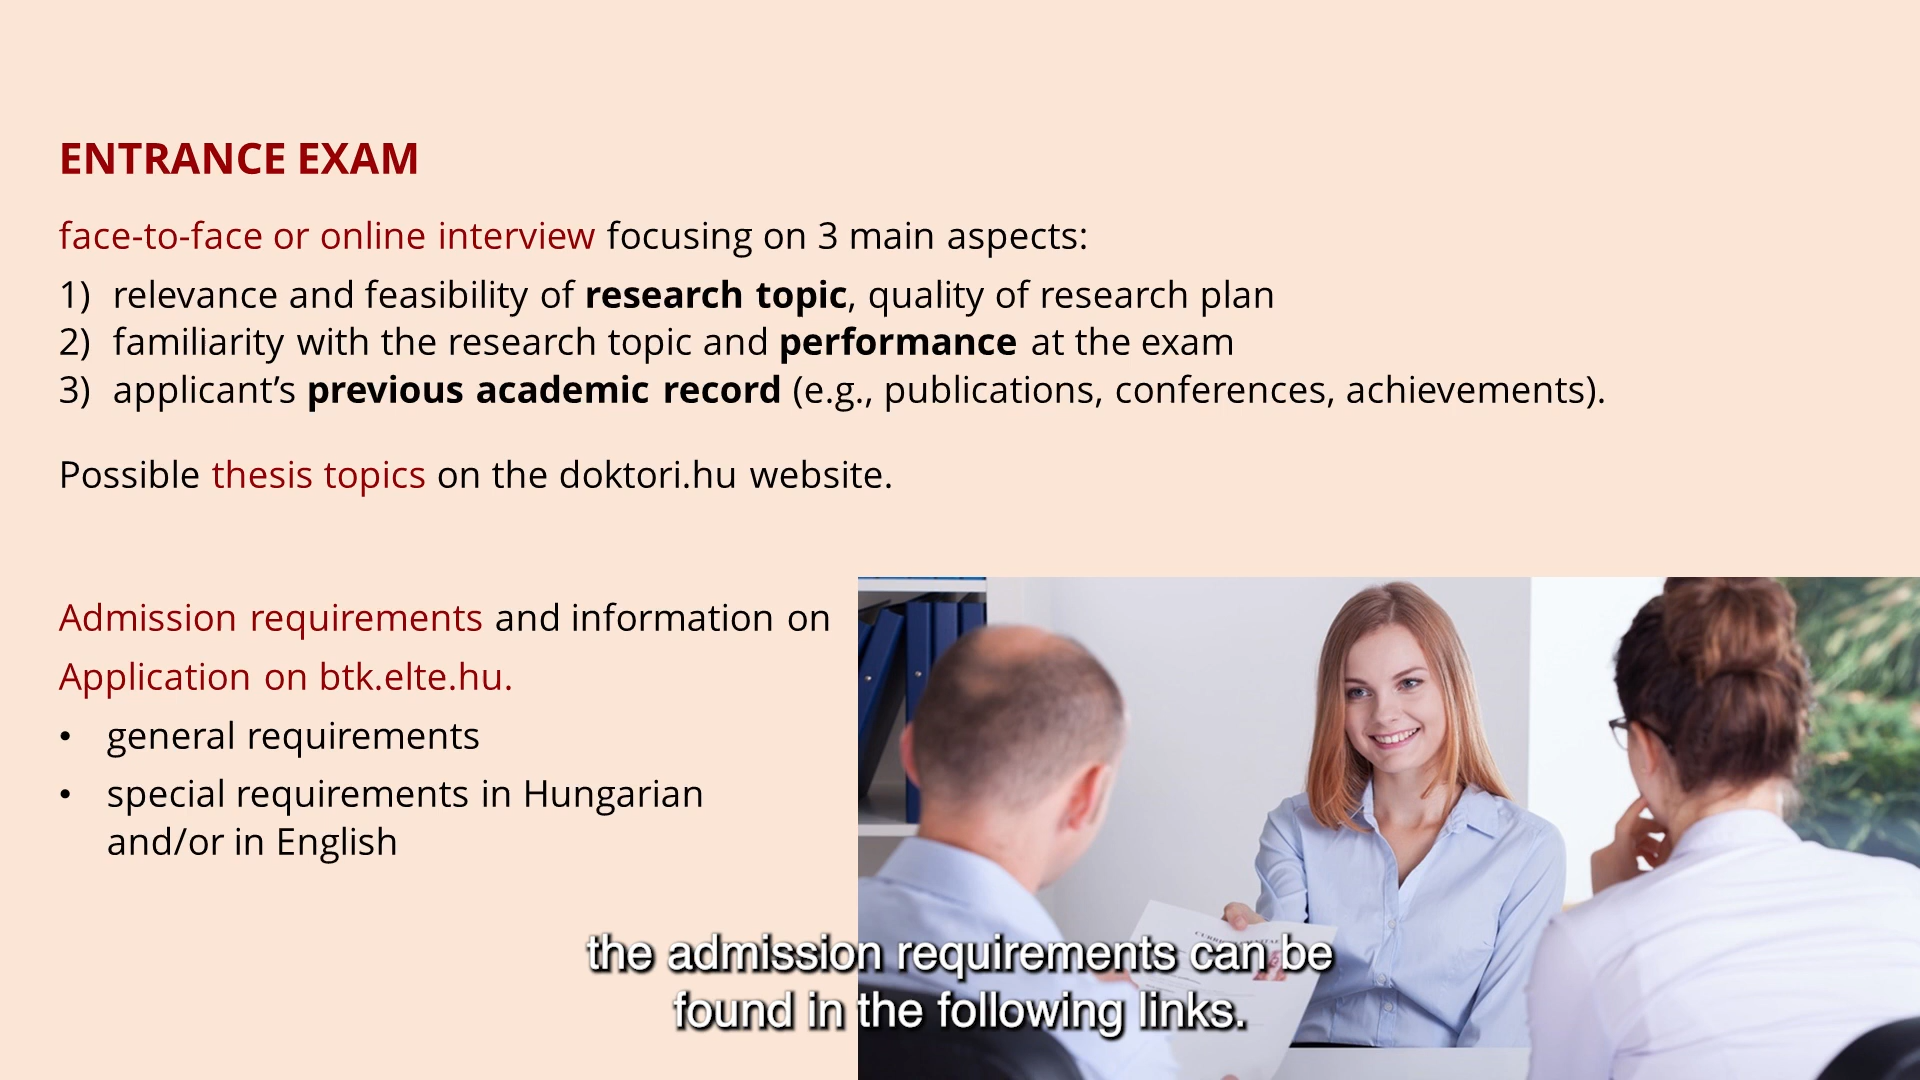 ENTRANCE EXAM
face-to-face or online interview focusing on 3 main aspects:
1) relevance and feasibility of research topic, quality of research plan
2) familiarity with the research topic and performance at the exam
3) applicant’s previous academic record (e.g., publications, conferences, achievements).
Possible thesis topics on the doktori.hu website.
Admission requirements and information on
Application on btk.elte.hu.
• general requirements
• special requirements in Hungarian
and/or in English
the admission requirements can be
found in the following links.